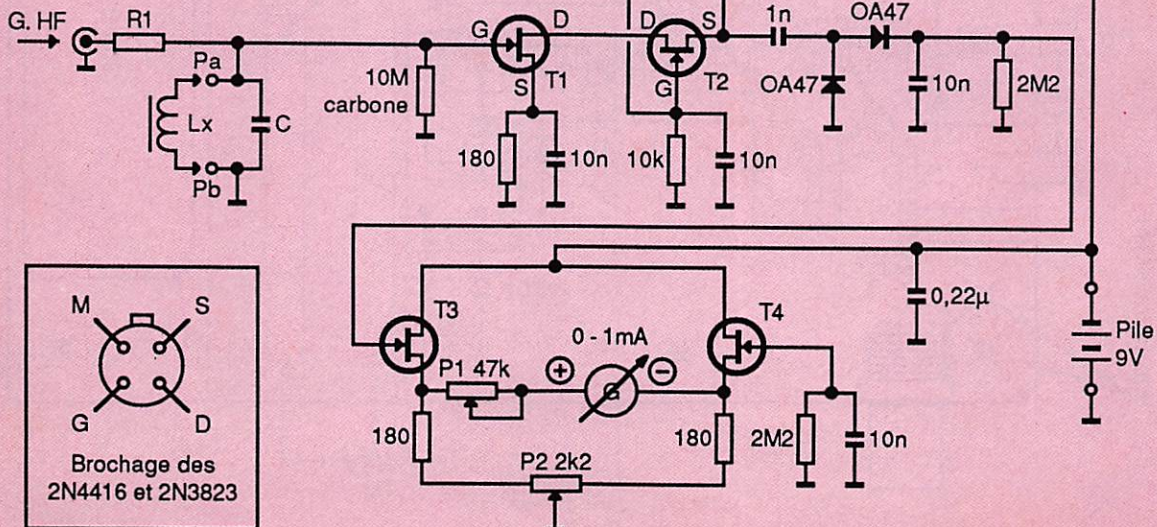 G. HF
R1
D
D
S
1n
OA47
G
Pa
10M
carbone
S
T1
G
T2
OA47
10n
2M2
Lx
C
180
10n
10k
10n
Pb
M
S
G
D
Brochage des
2N4416 et 2N3823
T3
0 - 1mA
T4
0,22µ
Pile
9V
P1 47k
+
G
−
180
180
2M2
10n
P2 2k2